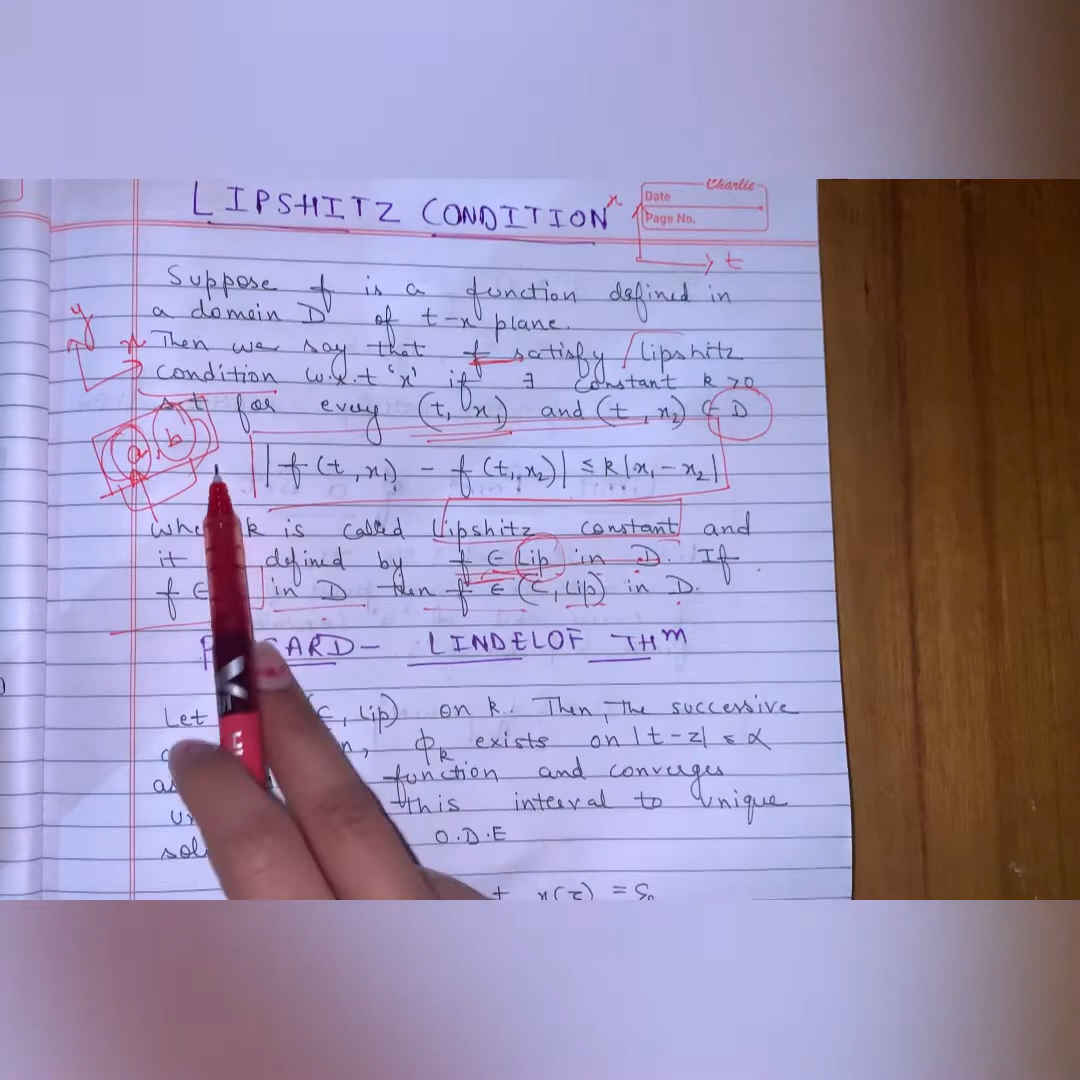 LIPSHITZ CONDITION
Charlie
Date
Page No.
x
t
Suppose f is a function defined in
a domein D of t-x plane.
y
x
Then we say that f satisfy lipshitz
condition w.r.t 'x' if ∃ constant k > 0
s.t for every (t, x₁) and (t, x₂) ∈ D
a, b
|f(t, x₁) - f(t, x₂)| ≤ k|x₁ - x₂|
k is called Lipshitz constant and
it defined by f ∈ Lip in D. If
f ∈ in D then f ∈ (C, Lip) in D.
LINDELOF THM
Let C, Lip) on R. Then, the successive
ϕₖ exists on |t-z| ≤ α
function and converges
this interval to unique
O.D.E